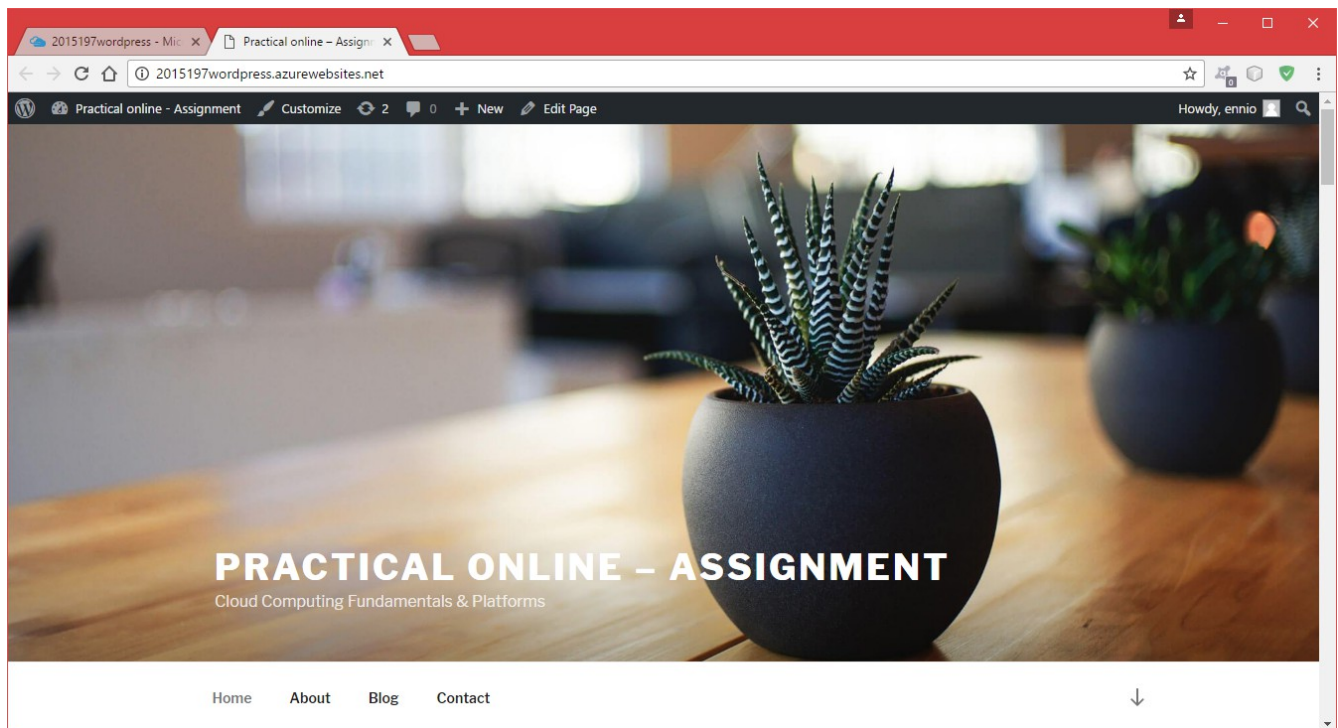 2015197wordpress - Mic
Practical online – Assign
2015197wordpress.azurewebsites.net
0
Practical online - Assignment Customize 2 0 New Edit Page Howdy, ennio
PRACTICAL ONLINE – ASSIGNMENT
Cloud Computing Fundamentals & Platforms
Home About Blog Contact